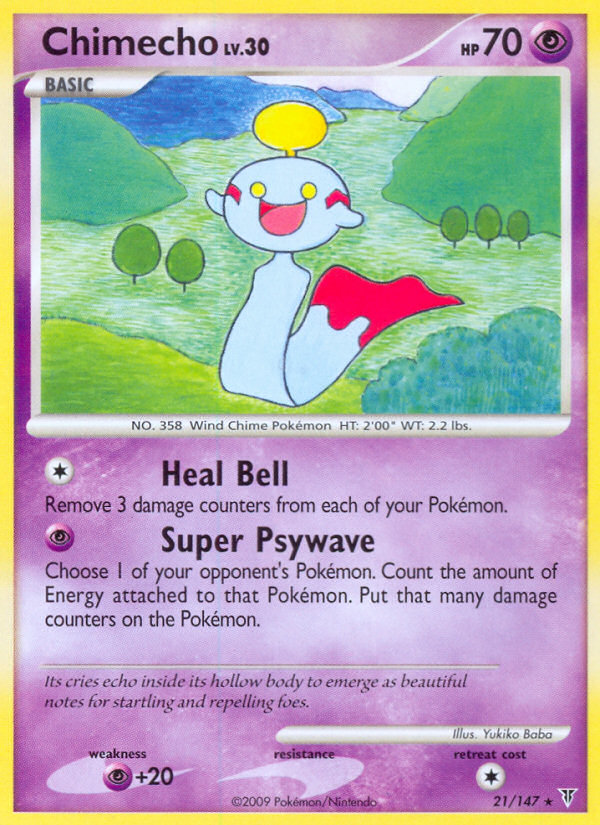 Chimecho LV.30 HP 70
BASIC
NO. 358 Wind Chime Pokémon HT: 2'00" WT: 2.2 lbs.
Heal Bell
Remove 3 damage counters from each of your Pokémon.
Super Psywave
Choose 1 of your opponent's Pokémon. Count the amount of
Energy attached to that Pokémon. Put that many damage
counters on the Pokémon.
Its cries echo inside its hollow body to emerge as beautiful
notes for startling and repelling foes.
Illus. Yukiko Baba
weakness resistance retreat cost
+20
©2009 Pokémon/Nintendo 21/147 ★